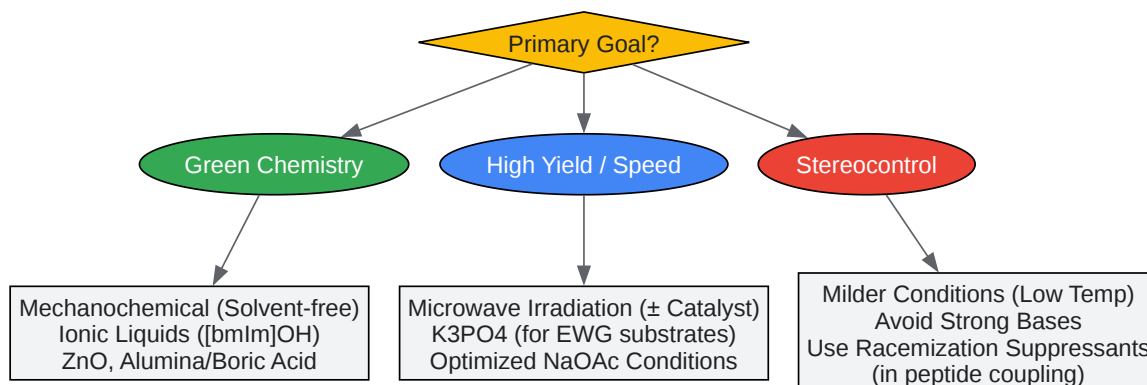 Primary Goal?
Green Chemistry
High Yield / Speed
Stereocontrol
Mechanochemical (Solvent-free)
Ionic Liquids ([bmIm]OH)
ZnO, Alumina/Boric Acid
Microwave Irradiation (± Catalyst)
K3PO4 (for EWG substrates)
Optimized NaOAc Conditions
Milder Conditions (Low Temp)
Avoid Strong Bases
Use Racemization Suppressants
(in peptide coupling)